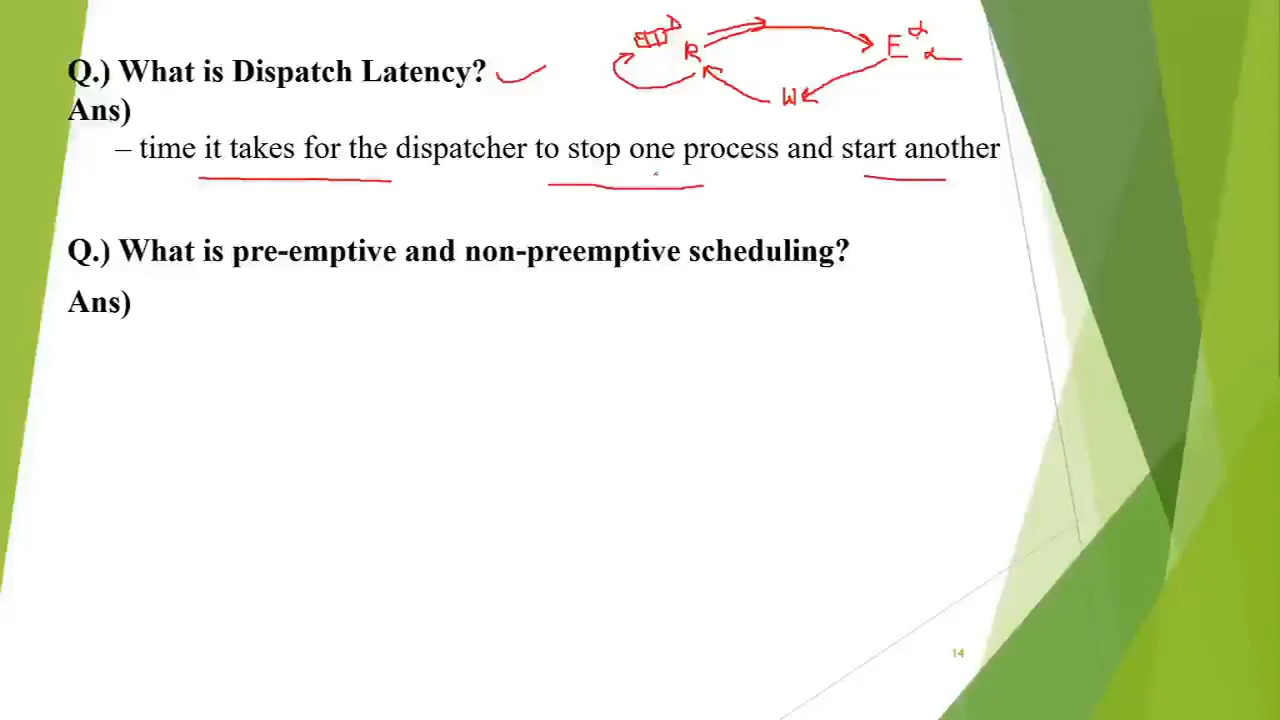 R E
W
Q.) What is Dispatch Latency?
Ans)
– time it takes for the dispatcher to stop one process and start another
Q.) What is pre-emptive and non-preemptive scheduling?
Ans)
14